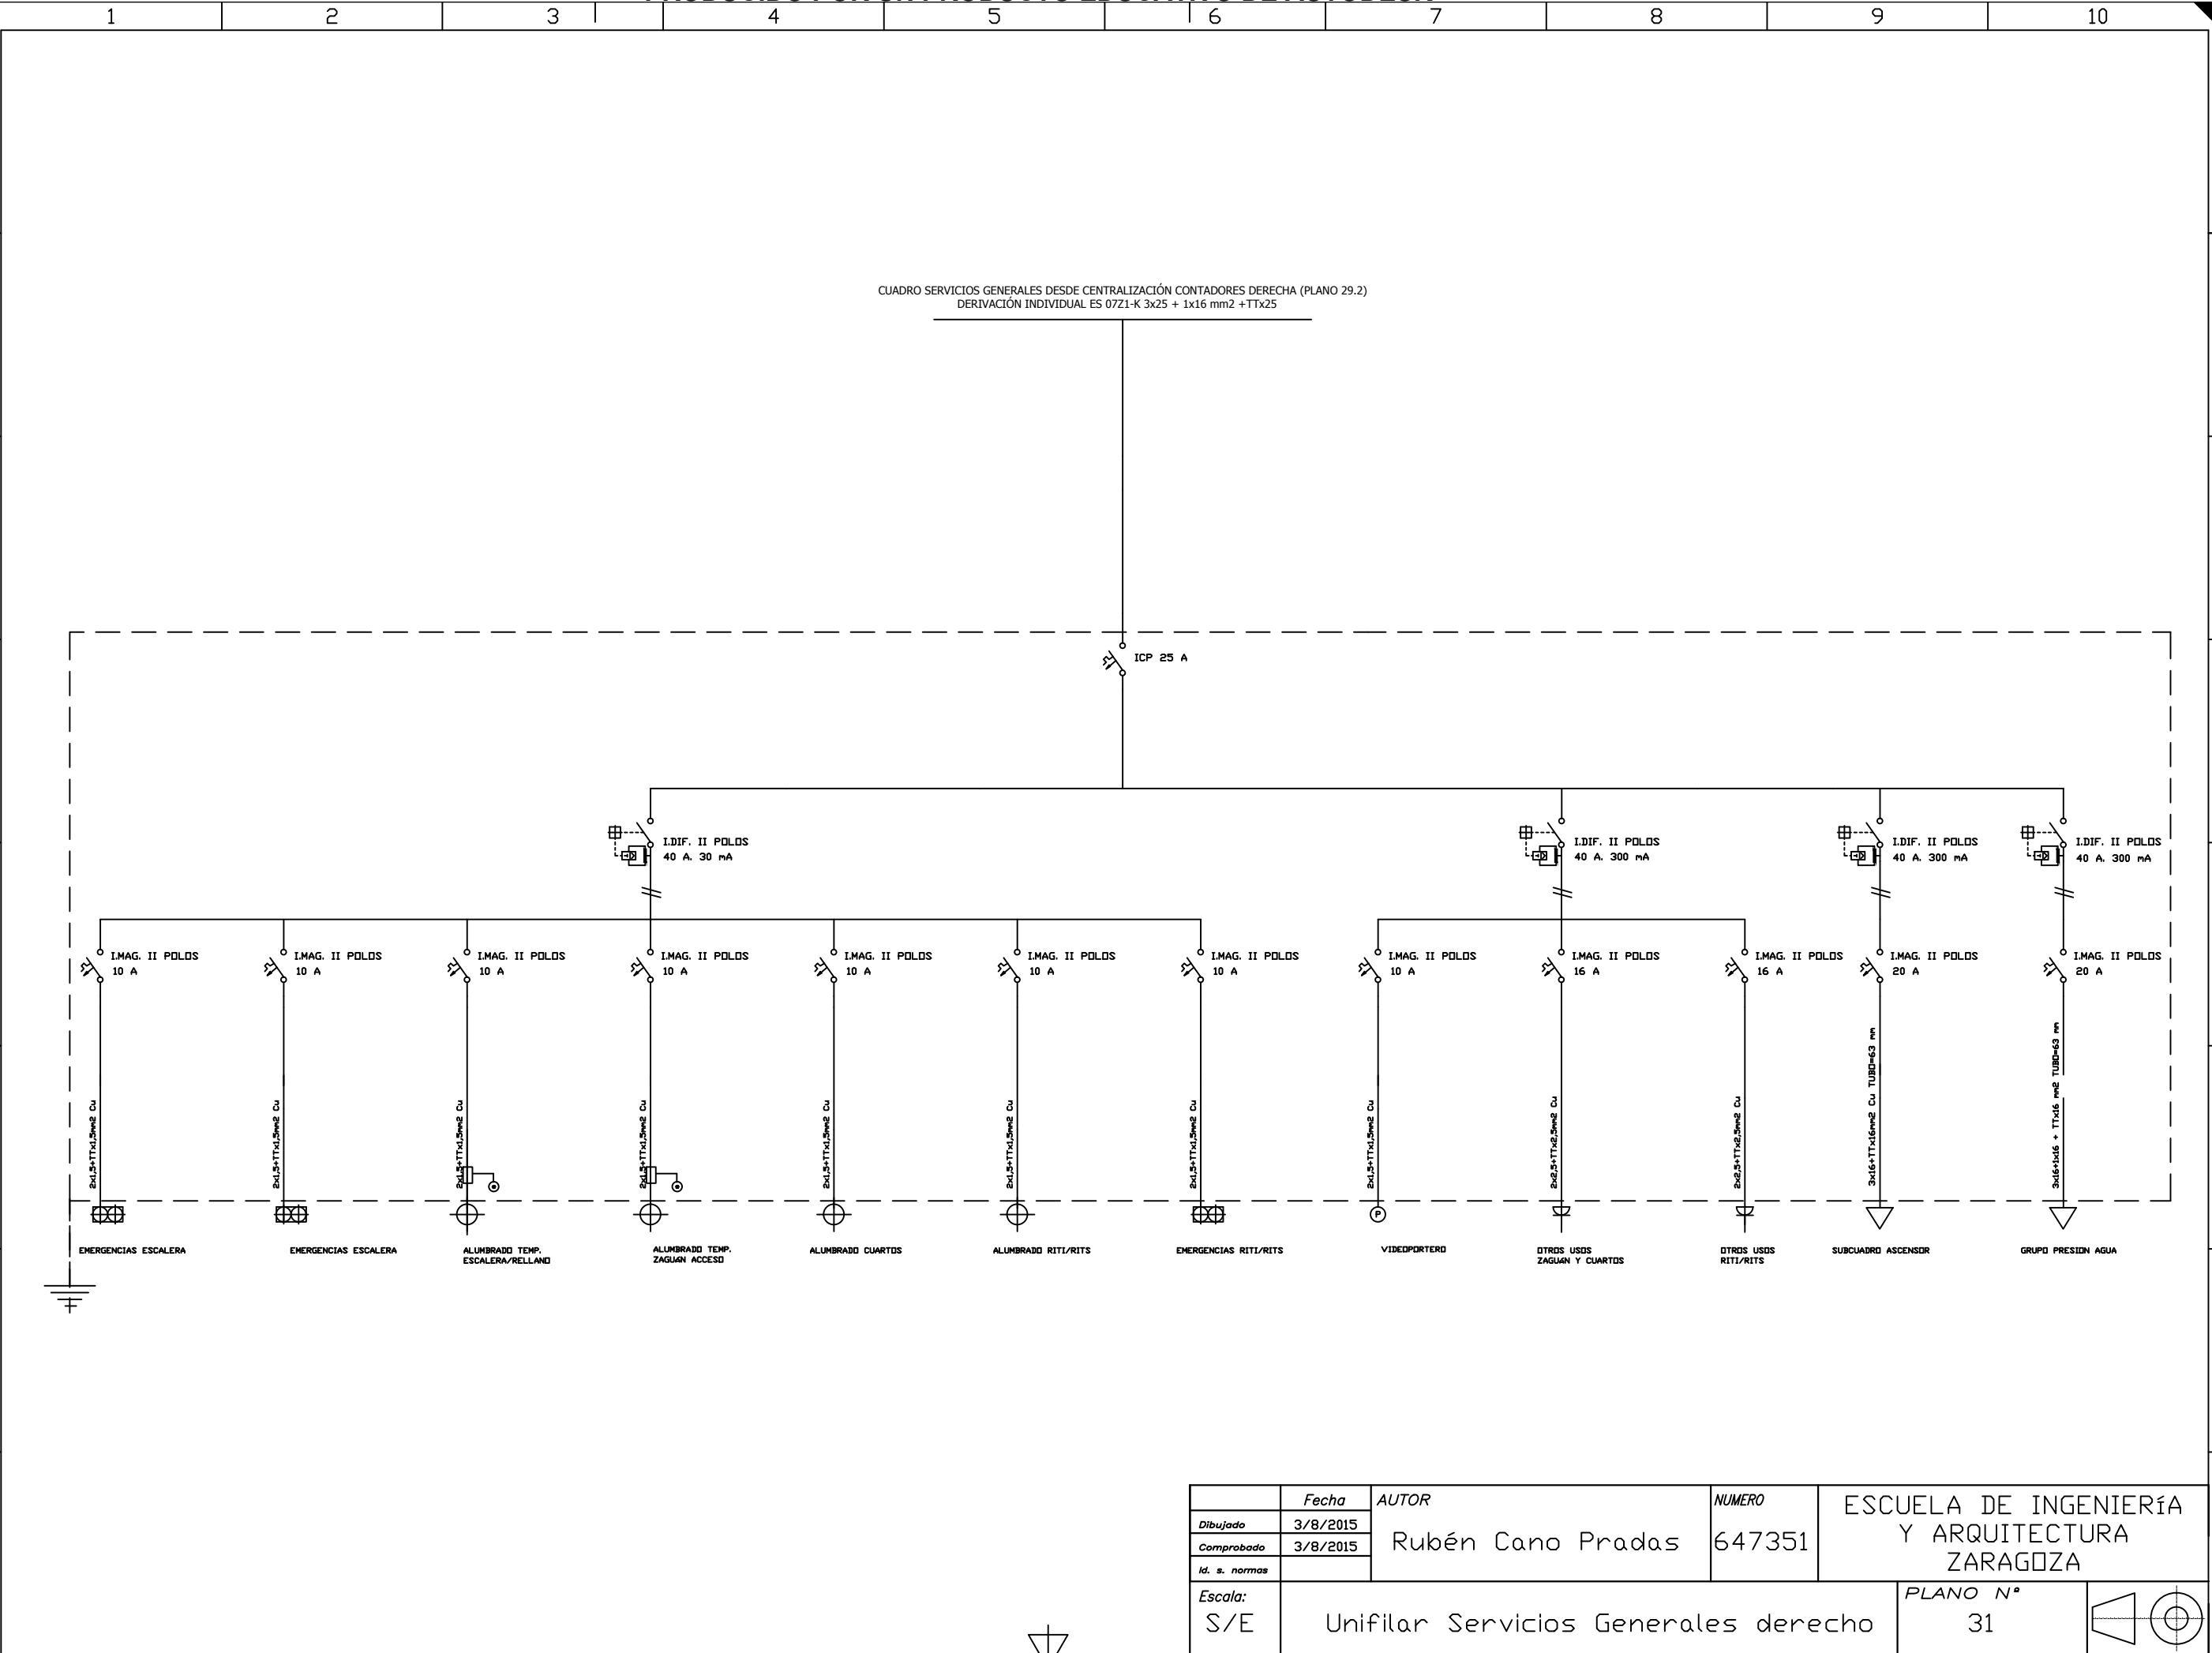 1 2 3 4 5 6 7 8 9 10
CUADRO SERVICIOS GENERALES DESDE CENTRALIZACIÓN CONTADORES DERECHA (PLANO 29.2)
DERIVACIÓN INDIVIDUAL ES 07Z1-K 3x25 + 1x16 mm2 +TTx25
ICP 25 A
I.DIF. II POLOS
40 A. 30 mA
I.DIF. II POLOS
40 A. 300 mA
I.DIF. II POLOS
40 A. 300 mA
I.DIF. II POLOS
40 A. 300 mA
I.MAG. II POLOS
10 A
I.MAG. II POLOS
10 A
I.MAG. II POLOS
10 A
I.MAG. II POLOS
10 A
I.MAG. II POLOS
10 A
I.MAG. II POLOS
10 A
I.MAG. II POLOS
10 A
I.MAG. II POLOS
10 A
I.MAG. II POLOS
16 A
I.MAG. II POLOS
16 A
I.MAG. II POLOS
20 A
I.MAG. II POLOS
20 A
2x1,5+TTx1,5mm2 Cu
2x1,5+TTx1,5mm2 Cu
2x1,5+TTx1,5mm2 Cu
2x1,5+TTx1,5mm2 Cu
2x1,5+TTx1,5mm2 Cu
2x1,5+TTx1,5mm2 Cu
2x1,5+TTx1,5mm2 Cu
2x1,5+TTx1,5mm2 Cu
2x2,5+TTx2,5mm2 Cu
2x2,5+TTx2,5mm2 Cu
3x16+TTx16mm2 Cu TUBO=63 mm
3x16+1x16 + TTx16 mm2 TUBO=63 mm
P
EMERGENCIAS ESCALERA
EMERGENCIAS ESCALERA
ALUMBRADO TEMP.
ESCALERA/RELLANO
ALUMBRADO TEMP.
ZAGUAN ACCESO
ALUMBRADO CUARTOS
ALUMBRADO RITI/RITS
EMERGENCIAS RITI/RITS
VIDEOPORTERO
OTROS USOS
ZAGUAN Y CUARTOS
OTROS USOS
RITI/RITS
SUBCUADRO ASCENSOR
GRUPO PRESION AGUA
Fecha
Dibujado 3/8/2015
Comprobado 3/8/2015
Id. s. normas
AUTOR
Rubén Cano Pradas
NUMERO
647351
ESCUELA DE INGENIERíA
Y ARQUITECTURA
ZARAGOZA
Escala:
S/E
Unifilar Servicios Generales derecho
PLANO Nº
31